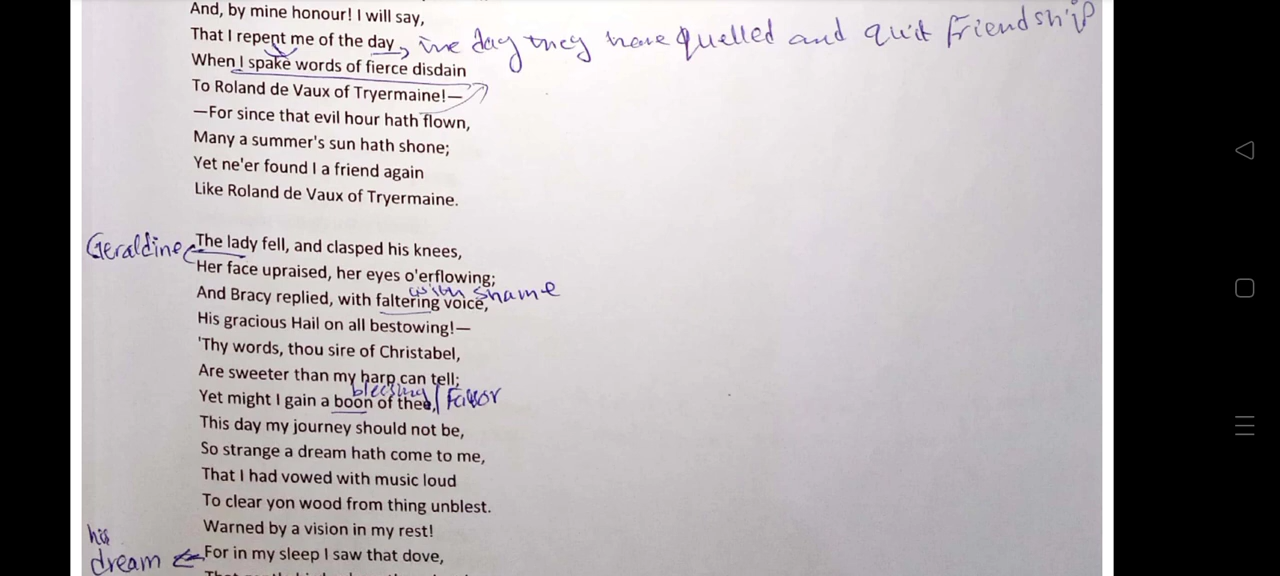 And, by mine honour! I will say,
That I repent me of the day, the day they have quelled and quit friendship
When I spake words of fierce disdain
To Roland de Vaux of Tryermaine!—
—For since that evil hour hath flown,
Many a summer's sun hath shone;
Yet ne'er found I a friend again
Like Roland de Vaux of Tryermaine.
Geraldine
The lady fell, and clasped his knees,
Her face upraised, her eyes o'erflowing;
with shame
And Bracy replied, with faltering voice,
His gracious Hail on all bestowing!—
'Thy words, thou sire of Christabel,
Are sweeter than my harp can tell;
blessing / Favor
Yet might I gain a boon of thee,
This day my journey should not be,
So strange a dream hath come to me,
That I had vowed with music loud
To clear yon wood from thing unblest.
Warned by a vision in my rest!
his
dream
For in my sleep I saw that dove,